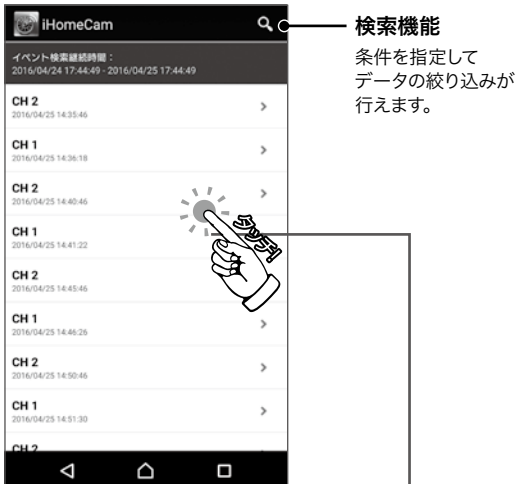 iHomeCam
検索機能
条件を指定して
データの絞り込みが
行えます。
イベント検索継続時間：
2016/04/24 17:44:49 - 2016/04/25 17:44:49
CH 2
2016/04/25 14:35:46
CH 1
2016/04/25 14:36:18
CH 2
2016/04/25 14:40:46
タッチ!
CH 1
2016/04/25 14:41:22
CH 2
2016/04/25 14:45:46
CH 1
2016/04/25 14:46:26
CH 2
2016/04/25 14:50:46
CH 1
2016/04/25 14:51:30
CH 2